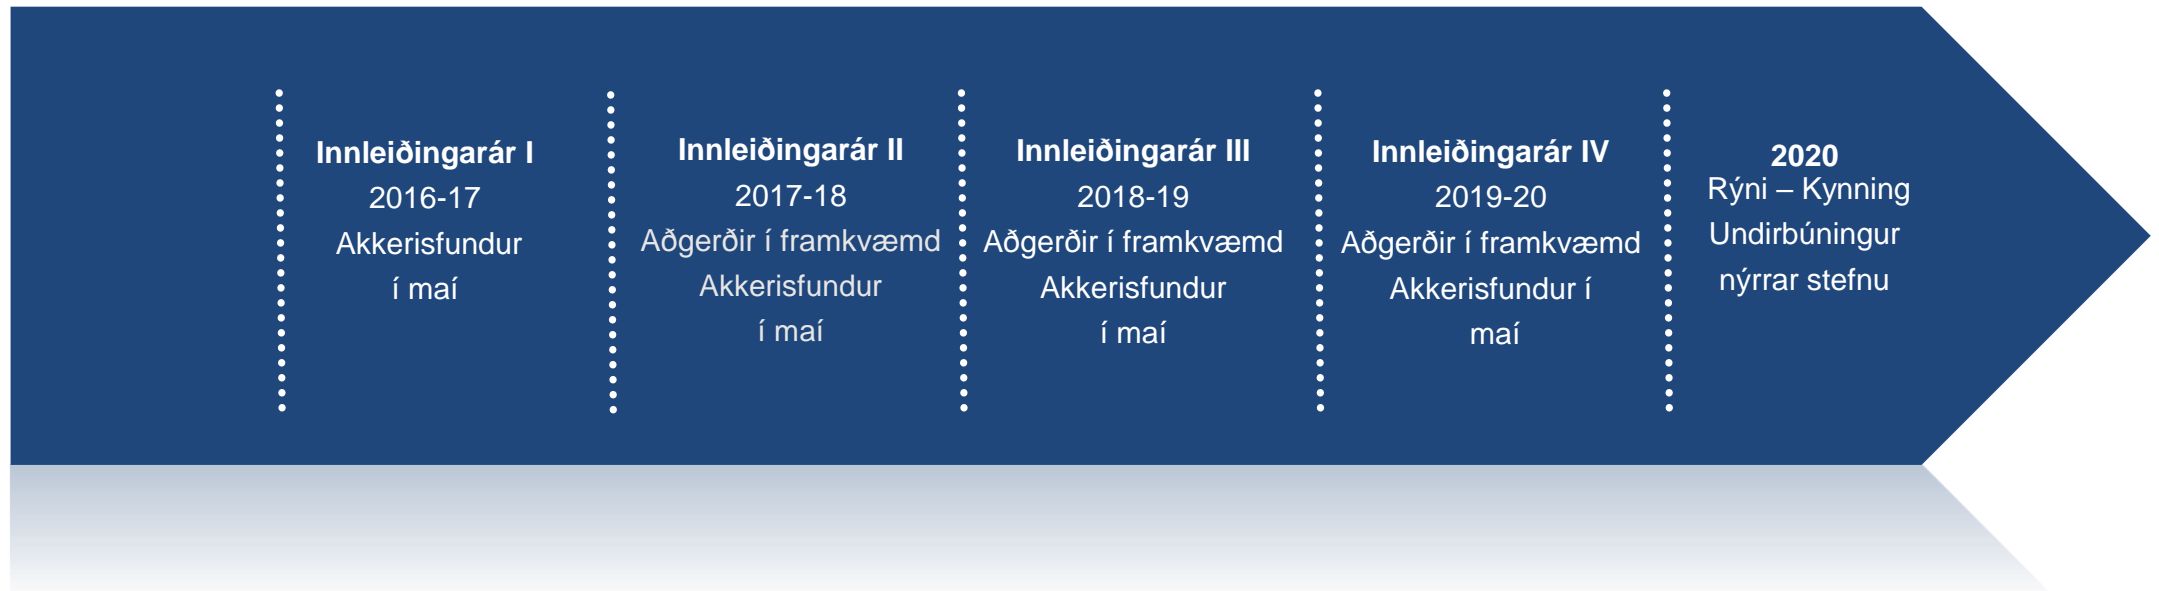 Innleiðingarár I
2016-17
Akkerisfundur
í maí
Innleiðingarár II
2017-18
Aðgerðir í framkvæmd
Akkerisfundur
í maí
Innleiðingarár III
2018-19
Aðgerðir í framkvæmd
Akkerisfundur
í maí
Innleiðingarár IV
2019-20
Aðgerðir í framkvæmd
Akkerisfundur í
maí
2020
Rýni – Kynning
Undirbúningur
nýrrar stefnu